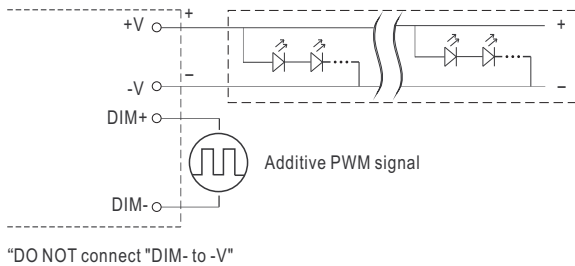 +V
+
+
-V
−
−
DIM+
Additive PWM signal
DIM-
“DO NOT connect "DIM- to -V"